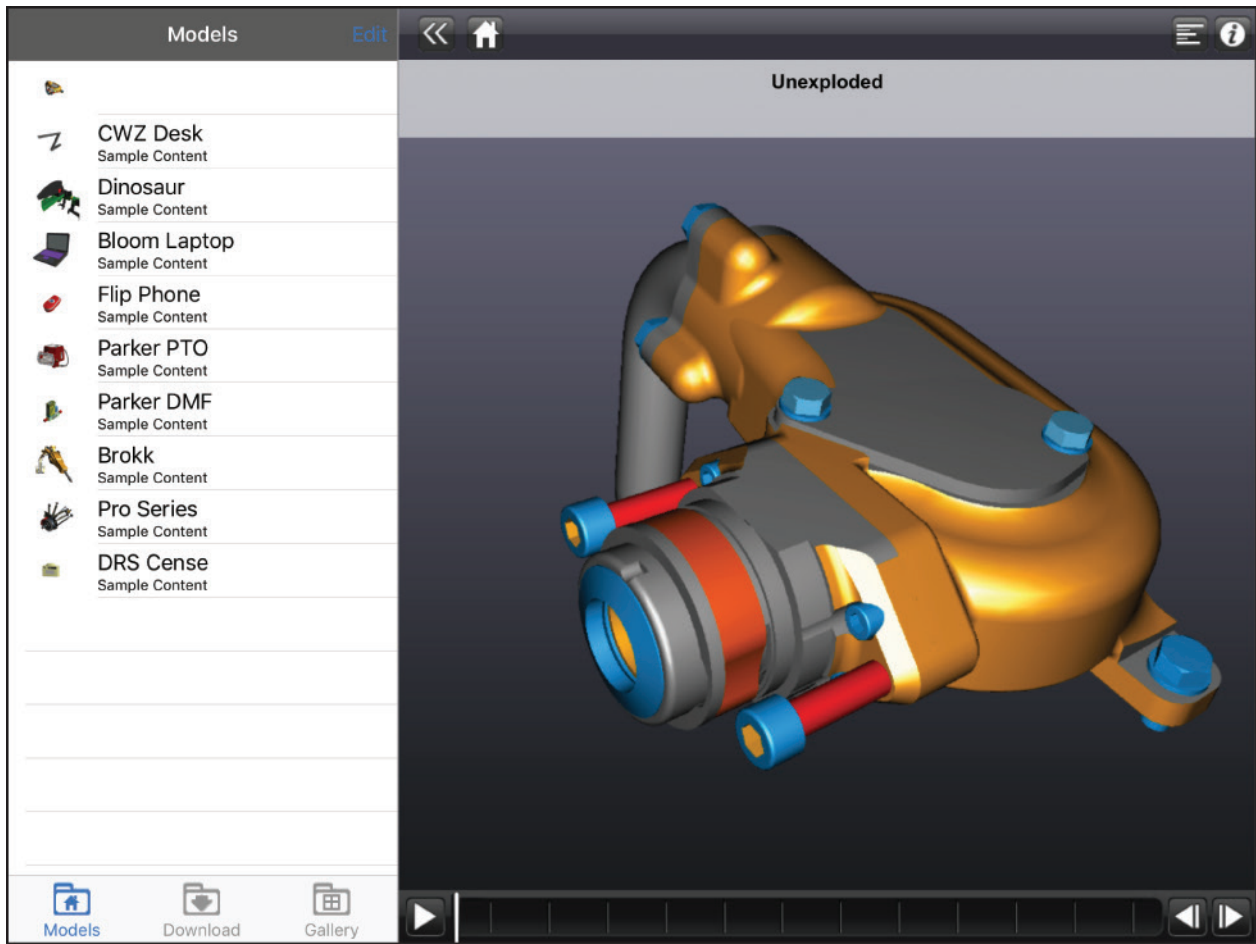 Models
Edit
Unexploded
CWZ Desk
Sample Content
Dinosaur
Sample Content
Bloom Laptop
Sample Content
Flip Phone
Sample Content
Parker PTO
Sample Content
Parker DMF
Sample Content
Brokk
Sample Content
Pro Series
Sample Content
DRS Cense
Sample Content
Models
Download
Gallery